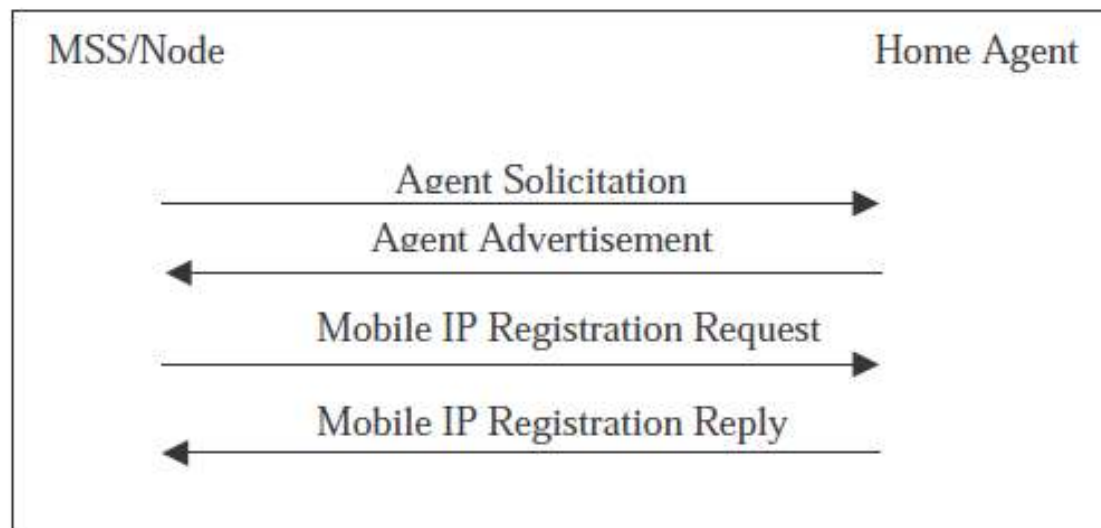 MSS/Node Home Agent
Agent Solicitation
Agent Advertisement
Mobile IP Registration Request
Mobile IP Registration Reply